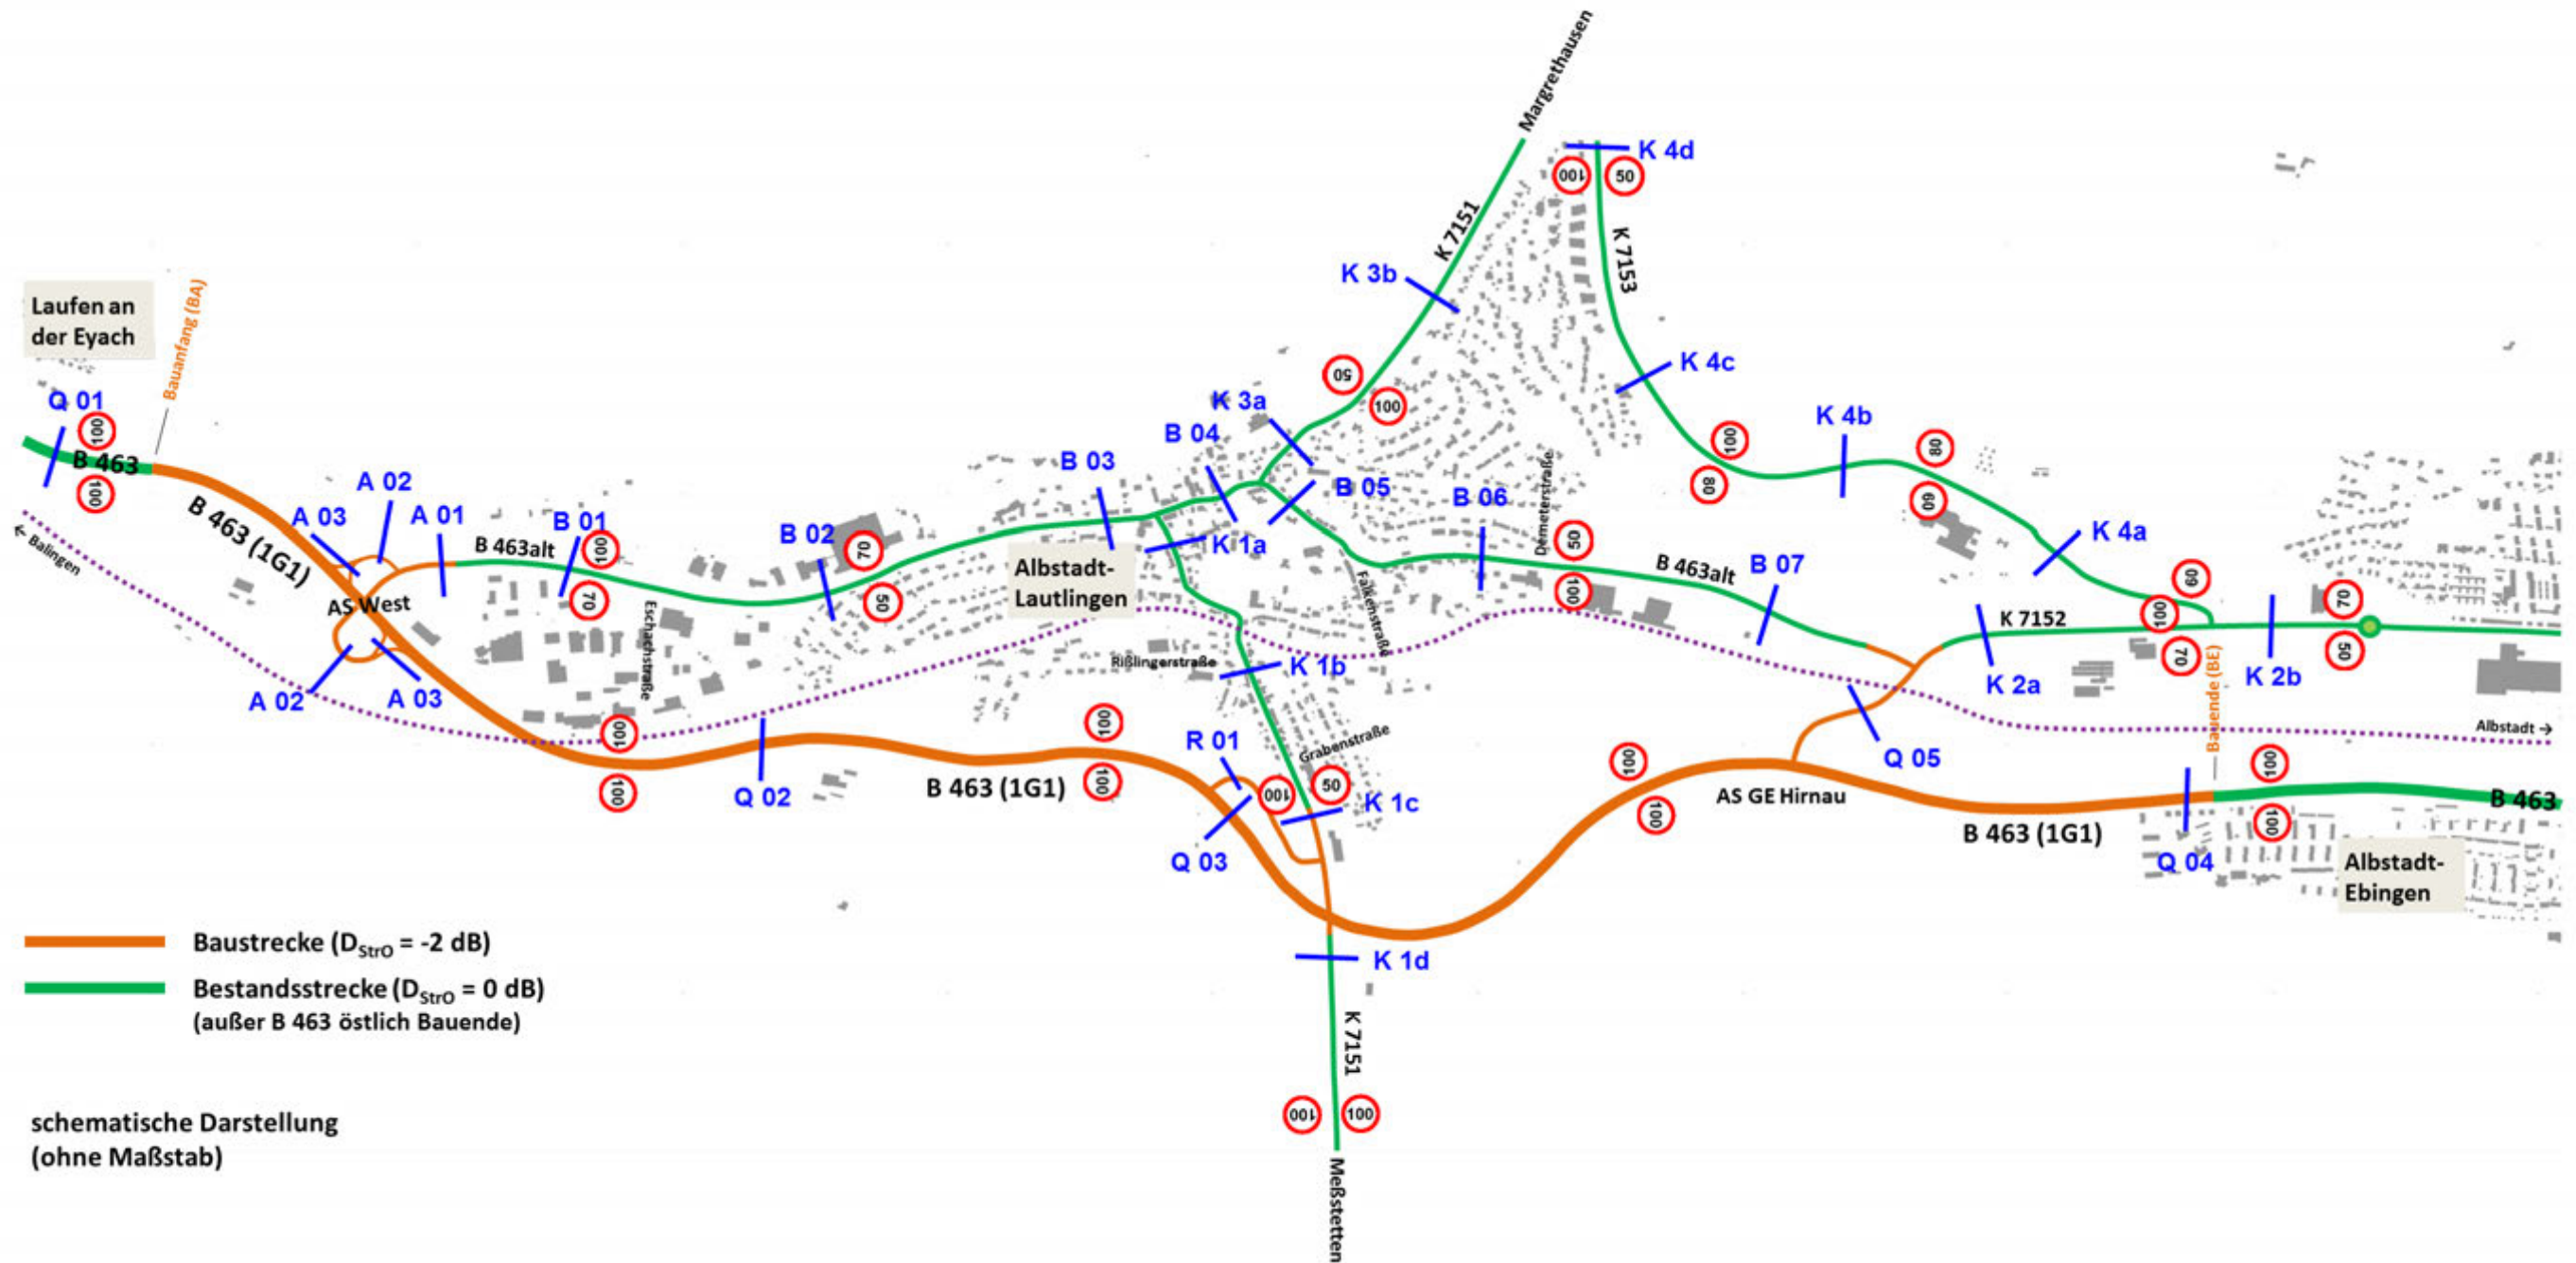 Margrethausen
K 4d
100
50
K 7151
K 7153
K 3b
Laufen an
der Eyach
Bauanfang (BA)
K 4c
50
100
Q 01
100
B 463
100
K 3a
B 04
K 4b
100
80
80
60
B 03
B 05
B 06
Demeterstraße
A 02
A 03
A 01
B 01
100
70
B 463alt
B 02
70
50
K 1a
K 4a
← Balingen
B 463 (1G1)
AS West
Eschachstraße
Albstadt-
Lautlingen
Falkenstraße
50
100
B 463alt
B 07
60
100
70
K 7152
70
50
A 02
A 03
Rißlingerstraße
K 1b
K 2a
K 2b
Bauende (BE)
Albstadt →
100
100
Q 02
B 463 (1G1)
100
100
R 01
Grabenstraße
100
50
K 1c
Q 03
100
100
AS GE Hirnau
Q 05
B 463 (1G1)
100
100
B 463
Q 04
Albstadt-
Ebingen
Baustrecke (DStrO = -2 dB)
Bestandsstrecke (DStrO = 0 dB)
(außer B 463 östlich Bauende)
K 1d
K 7151
100
100
Meßstetten
schematische Darstellung
(ohne Maßstab)